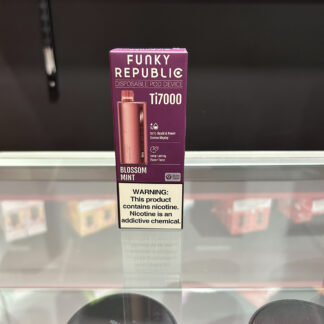 FUNKY
REPUBLIC
DISPOSABLE POD DEVICE
Ti7000
BLOSSOM
MINT
WARNING:
This product
contains nicotine.
Nicotine is an
addictive chemical.